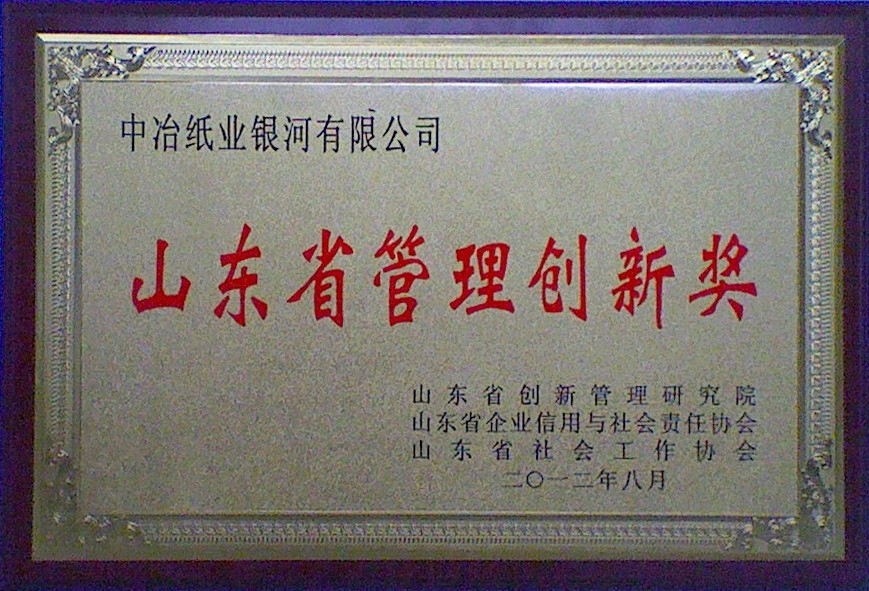 中冶纸业银河有限公司
山东省管理创新奖
山东省创新管理研究院
山东省企业信用与社会责任协会
山东省社会工作协会
二〇一二年八月